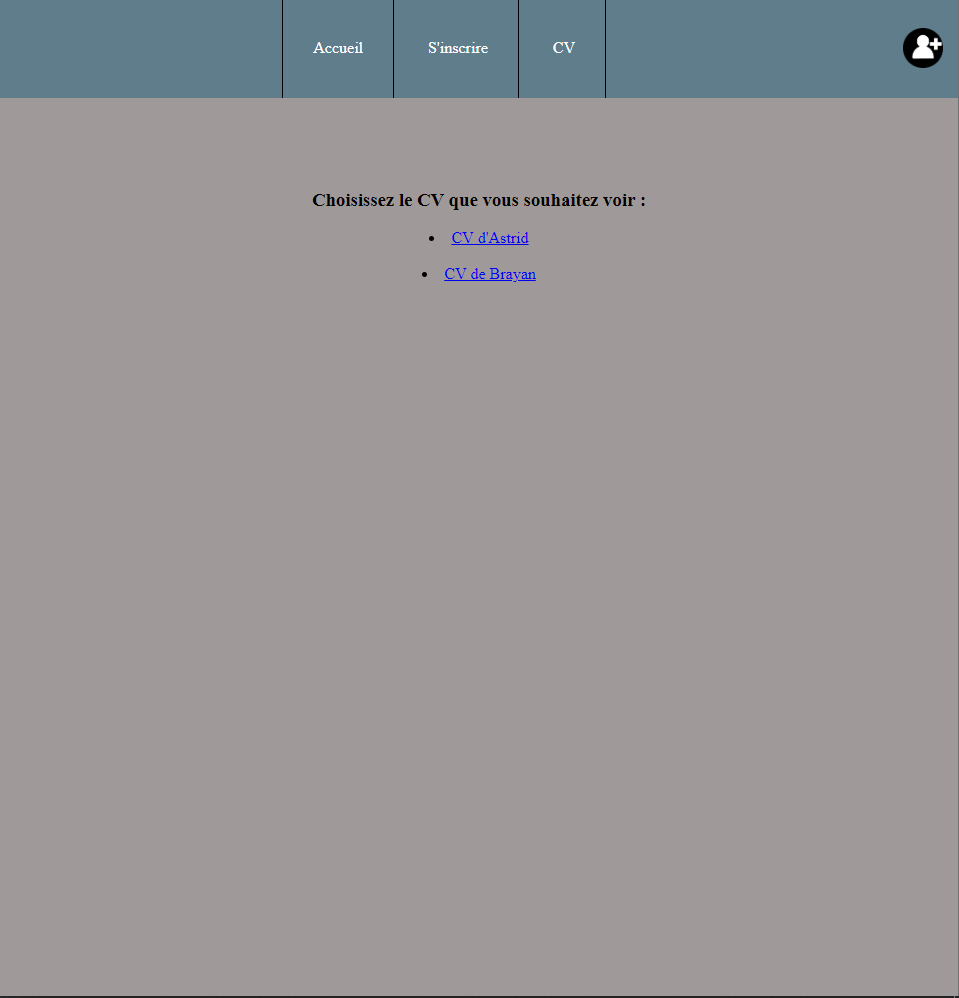 Accueil
S'inscrire
CV
Choisissez le CV que vous souhaitez voir :
CV d'Astrid
CV de Brayan